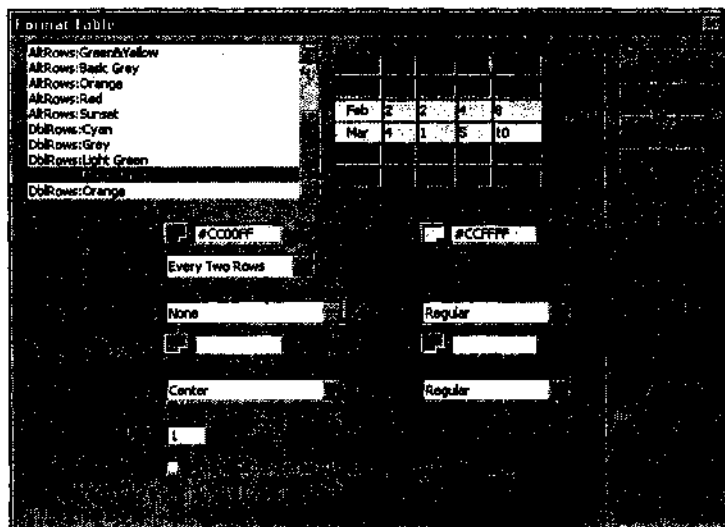 Format Table
AltRows:Green&Yellow
AltRows:Basic Grey
AltRows:Orange
AltRows:Red
AltRows:Sunset
DblRows:Cyan
DblRows:Grey
DblRows:Light Green
DblRows:Orange
Feb 2 2 4 8
Mar 4 1 5 10
#CC00FF #CCFFFF
Every Two Rows
None Regular
Center Regular
1